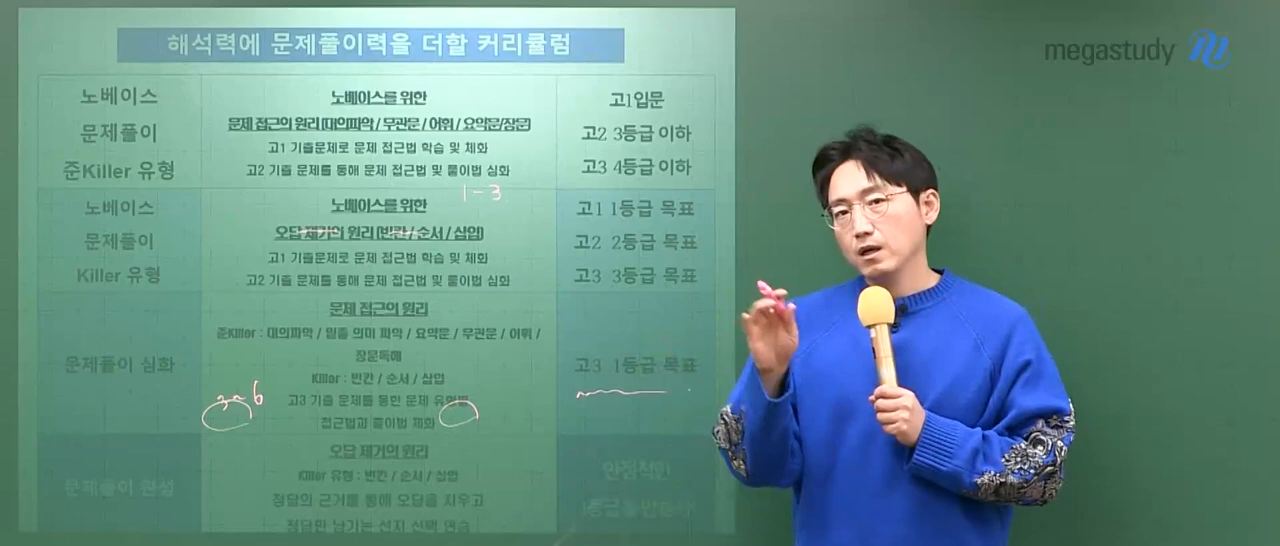 해석력에 문제풀이력을 더할 커리큘럼
megastudy
노베이스
문제풀이
준Killer 유형
노베이스를 위한
문제 접근의 원리 (대의파악 / 무관문 / 어휘 / 요약문/장문)
고1 기출문제로 문제 접근법 학습 및 체화
고2 기출 문제를 통해 문제 접근법 및 풀이법 심화
고1입문
고2 3등급 이하
고3 4등급 이하
1-3
노베이스
문제풀이
Killer 유형
노베이스를 위한
오답 제거의 원리 (빈칸 / 순서 / 삽입)
고1 기출문제로 문제 접근법 학습 및 체화
고2 기출 문제를 통해 문제 접근법 및 풀이법 심화
고1 1등급 목표
고2 2등급 목표
고3 3등급 목표
문제풀이 심화
문제 접근의 원리
준Killer : 대의파악 / 밑줄 의미 파악 / 요약문 / 무관문 / 어휘 /
장문독해
Killer : 빈칸 / 순서 / 삽입
고3 기출 문제를 통한 문제 유형별
접근법과 풀이법 체화
고3 1등급 목표
3~6
문제풀이 완성
오답 제거의 원리
Killer 유형 : 빈칸 / 순서 / 삽입
정답의 근거를 통해 오답을 지우고
정답만 남기는 선지 선택 연습
안정적인